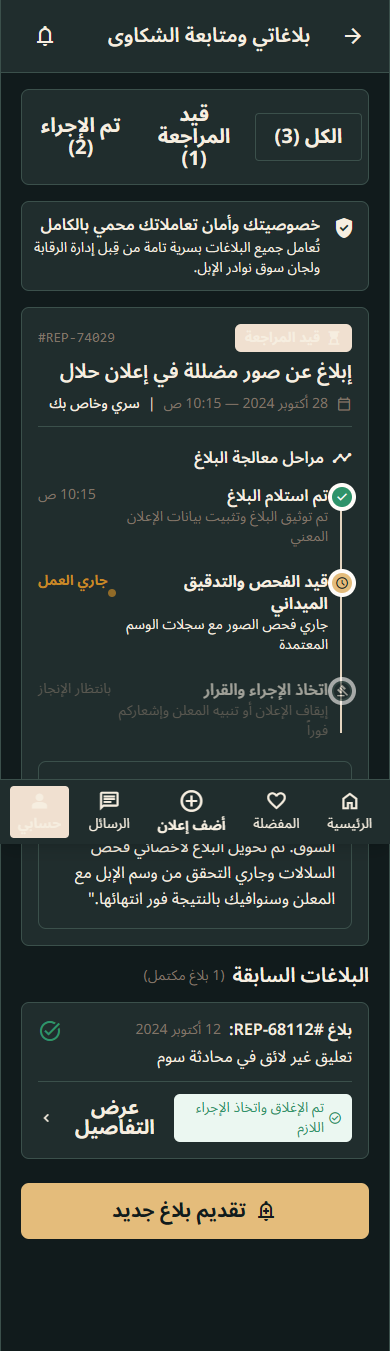 بلاغاتي ومتابعة الشكاوى
الكل (3)
قيد
المراجعة
(1)
تم الإجراء
(2)
خصوصيتك وأمان تعاملاتك محمي بالكامل
تُعامل جميع البلاغات بسرية تامة من قِبل إدارة الرقابة
ولجان سوق نوادر الإبل.
قيد المراجعة
#REP-74029
إبلاغ عن صور مضللة في إعلان حلال
28 أكتوبر 2024 — 10:15 ص | سري وخاص بك
مراحل معالجة البلاغ
تم استلام البلاغ
10:15 ص
تم توثيق البلاغ وتثبيت بيانات الإعلان
المعني
قيد الفحص والتدقيق
الميداني
جاري العمل
جاري فحص الصور مع سجلات الوسم
المعتمدة
اتخاذ الإجراء والقرار
بانتظار الإنجاز
إيقاف الإعلان أو تنبيه المعلن وإشعاركم
فوراً
الرئيسية
المفضلة
أضف إعلان
الرسائل
حسابي
السوق. تم تحويل البلاغ لأخصائي فحص
السلالات وجاري التحقق من وسم الإبل مع
المعلن وسنوافيك بالنتيجة فور انتهائها."
البلاغات السابقة (1 بلاغ مكتمل)
بلاغ #REP-68112: 12 أكتوبر 2024
تعليق غير لائق في محادثة سوم
تم الإغلاق واتخاذ الإجراء
اللازم
عرض
التفاصيل
تقديم بلاغ جديد